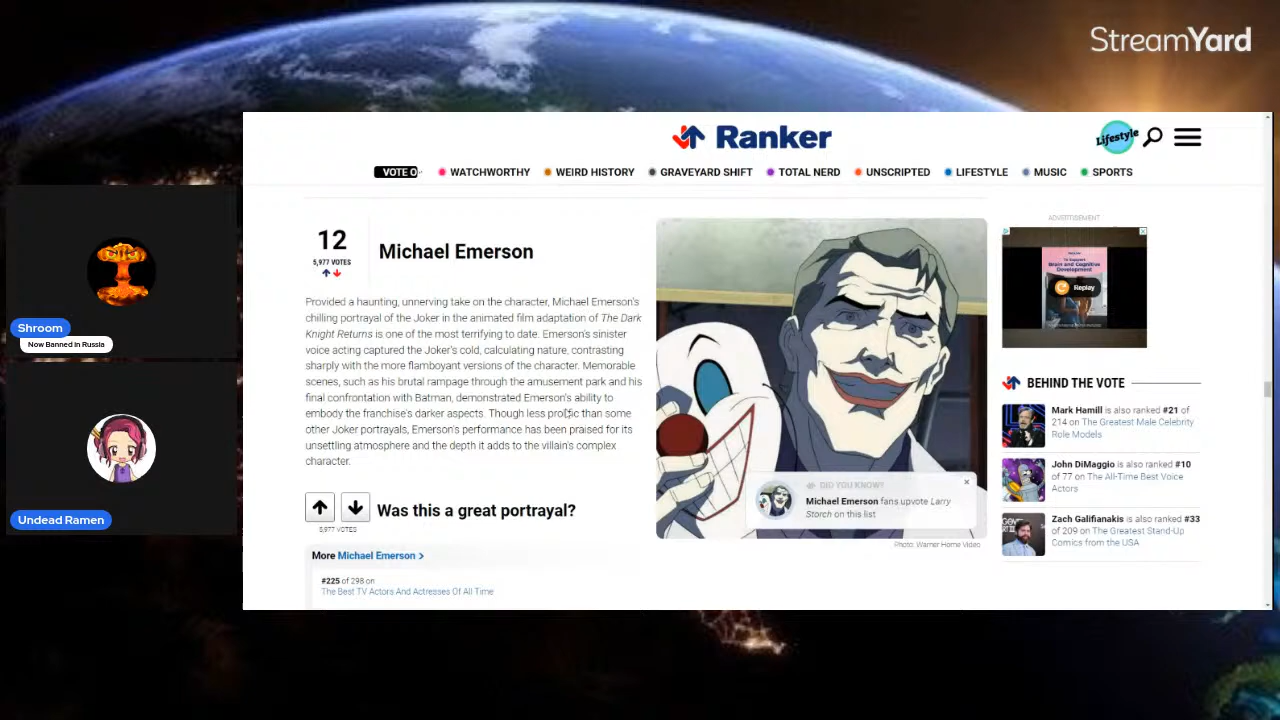 StreamYard
Ranker
Lifestyle
VOTE O
WATCHWORTHY
WEIRD HISTORY
GRAVEYARD SHIFT
TOTAL NERD
UNSCRIPTED
LIFESTYLE
MUSIC
SPORTS
12
5,977 VOTES
Michael Emerson
Provided a haunting, unnerving take on the character, Michael Emerson's
chilling portrayal of the Joker in the animated film adaptation of The Dark
Knight Returns is one of the most terrifying to date. Emerson's sinister
voice acting captured the Joker's cold, calculating nature, contrasting
sharply with the more flamboyant versions of the character. Memorable
scenes, such as his brutal rampage through the amusement park and his
final confrontation with Batman, demonstrated Emerson's ability to
embody the franchise's darker aspects. Though less prolific than some
other Joker portrayals, Emerson's performance has been praised for its
unsettling atmosphere and the depth it adds to the villain's complex
character.
Was this a great portrayal?
5,977 VOTES
More Michael Emerson >
#225 of 298 on
The Best TV Actors And Actresses Of All Time
DID YOU KNOW?
Michael Emerson fans upvote Larry
Storch on this list
Photo: Warner Home Video
ADVERTISEMENT
To Support
Brain and Cognitive
Development
Replay
BEHIND THE VOTE
Mark Hamill is also ranked #21 of
214 on The Greatest Male Celebrity
Role Models
John DiMaggio is also ranked #10
of 77 on The All-Time Best Voice
Actors
Zach Galifianakis is also ranked #33
of 209 on The Greatest Stand-Up
Comics from the USA
Shroom
Now Banned in Russia
Undead Ramen